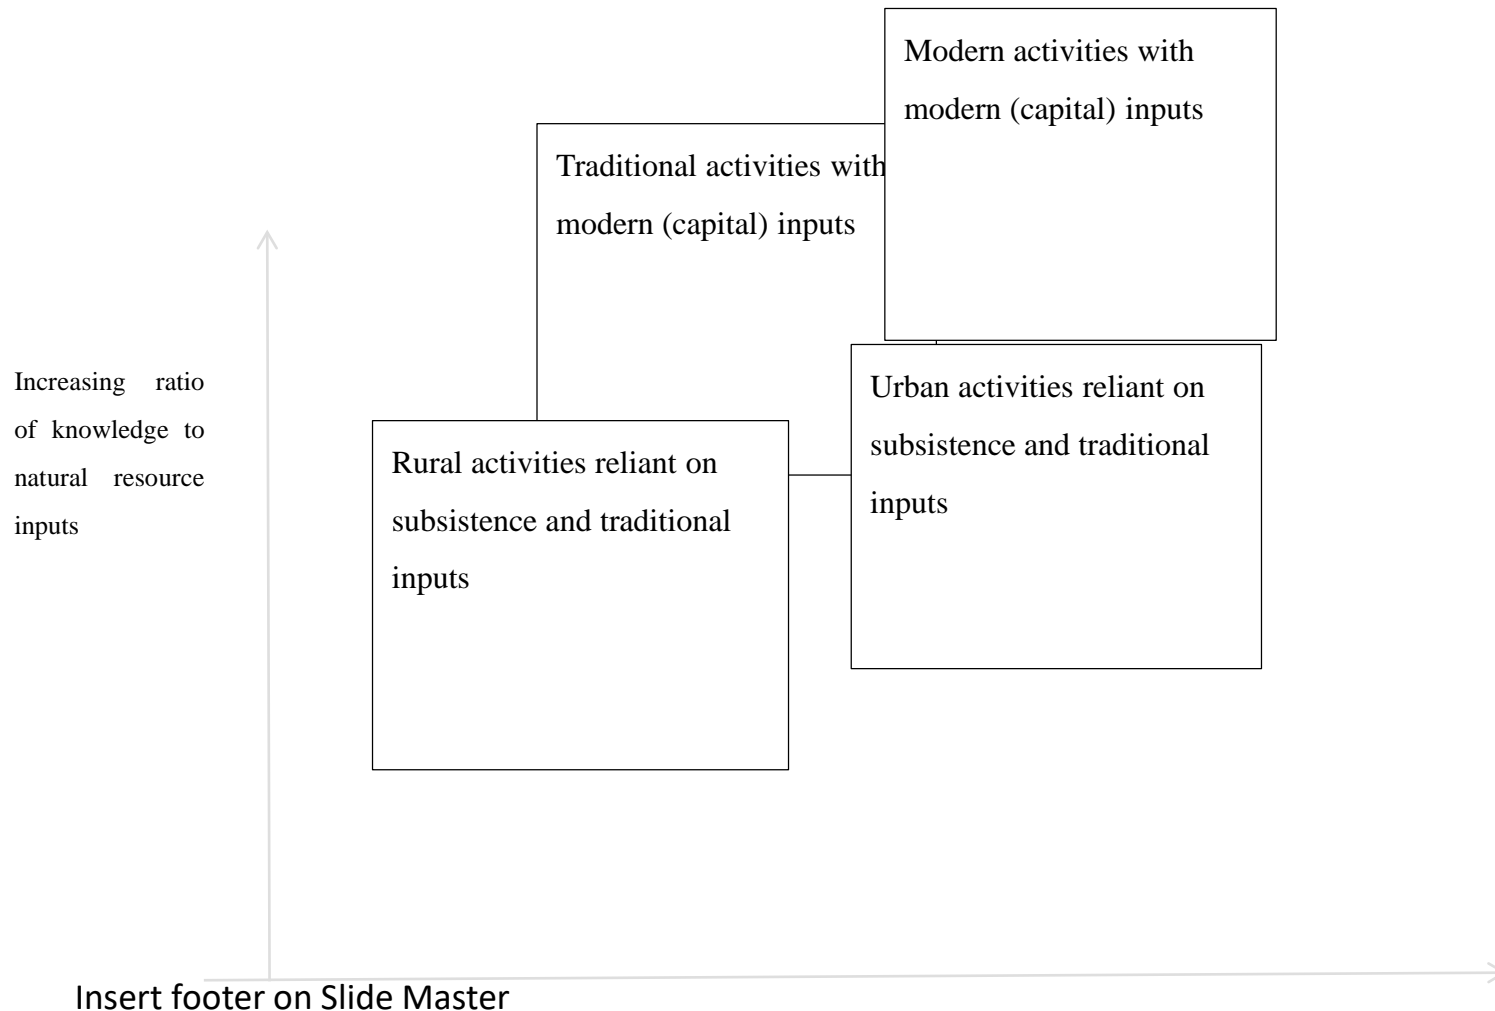 Modern activities with
modern (capital) inputs
Traditional activities with
modern (capital) inputs
Increasing ratio
of knowledge to
natural resource
inputs
Urban activities reliant on
subsistence and traditional
inputs
Rural activities reliant on
subsistence and traditional
inputs
Insert footer on Slide Master